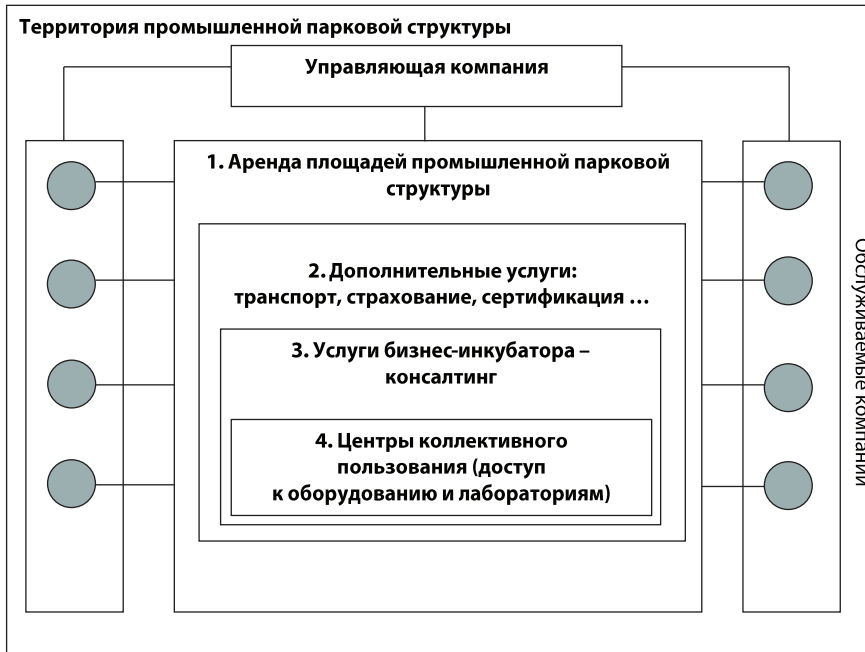 Территория промышленной парковой структуры
Управляющая компания
1. Аренда площадей промышленной парковой
структуры
2. Дополнительные услуги:
транспорт, страхование, сертификация ...
3. Услуги бизнес-инкубатора –
консалтинг
4. Центры коллективного
пользования (доступ
к оборудованию и лабораториям)
Обслуживаемые компании